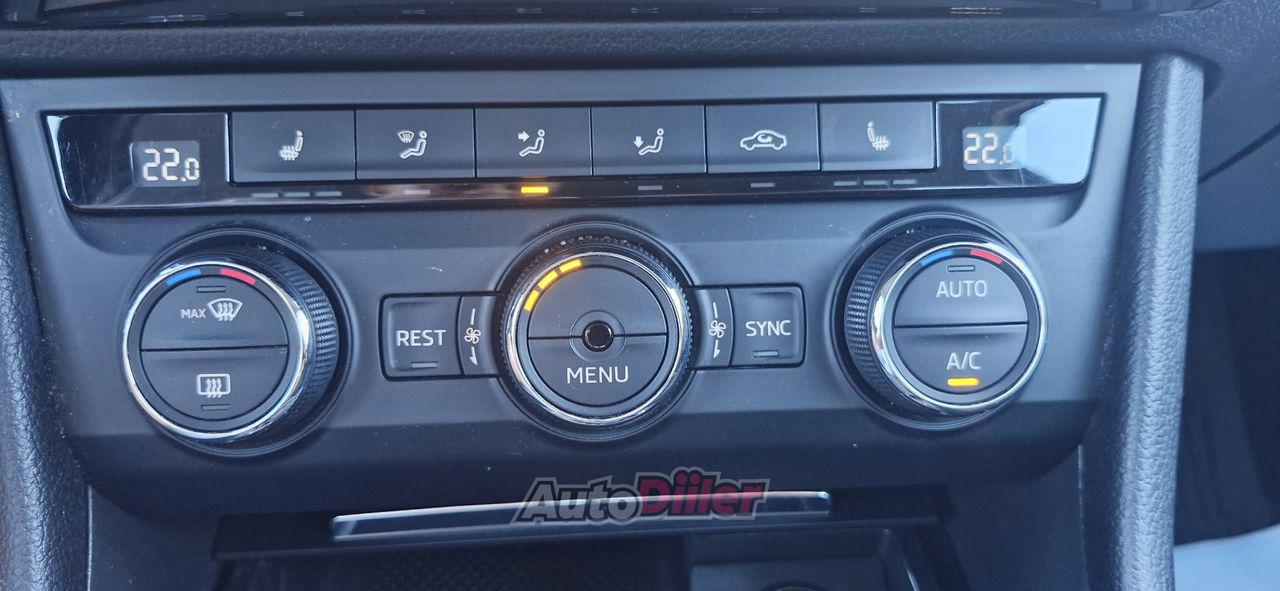 22.0
22.0
MAX
REST
MENU
SYNC
AUTO
A/C
AutoDiiler